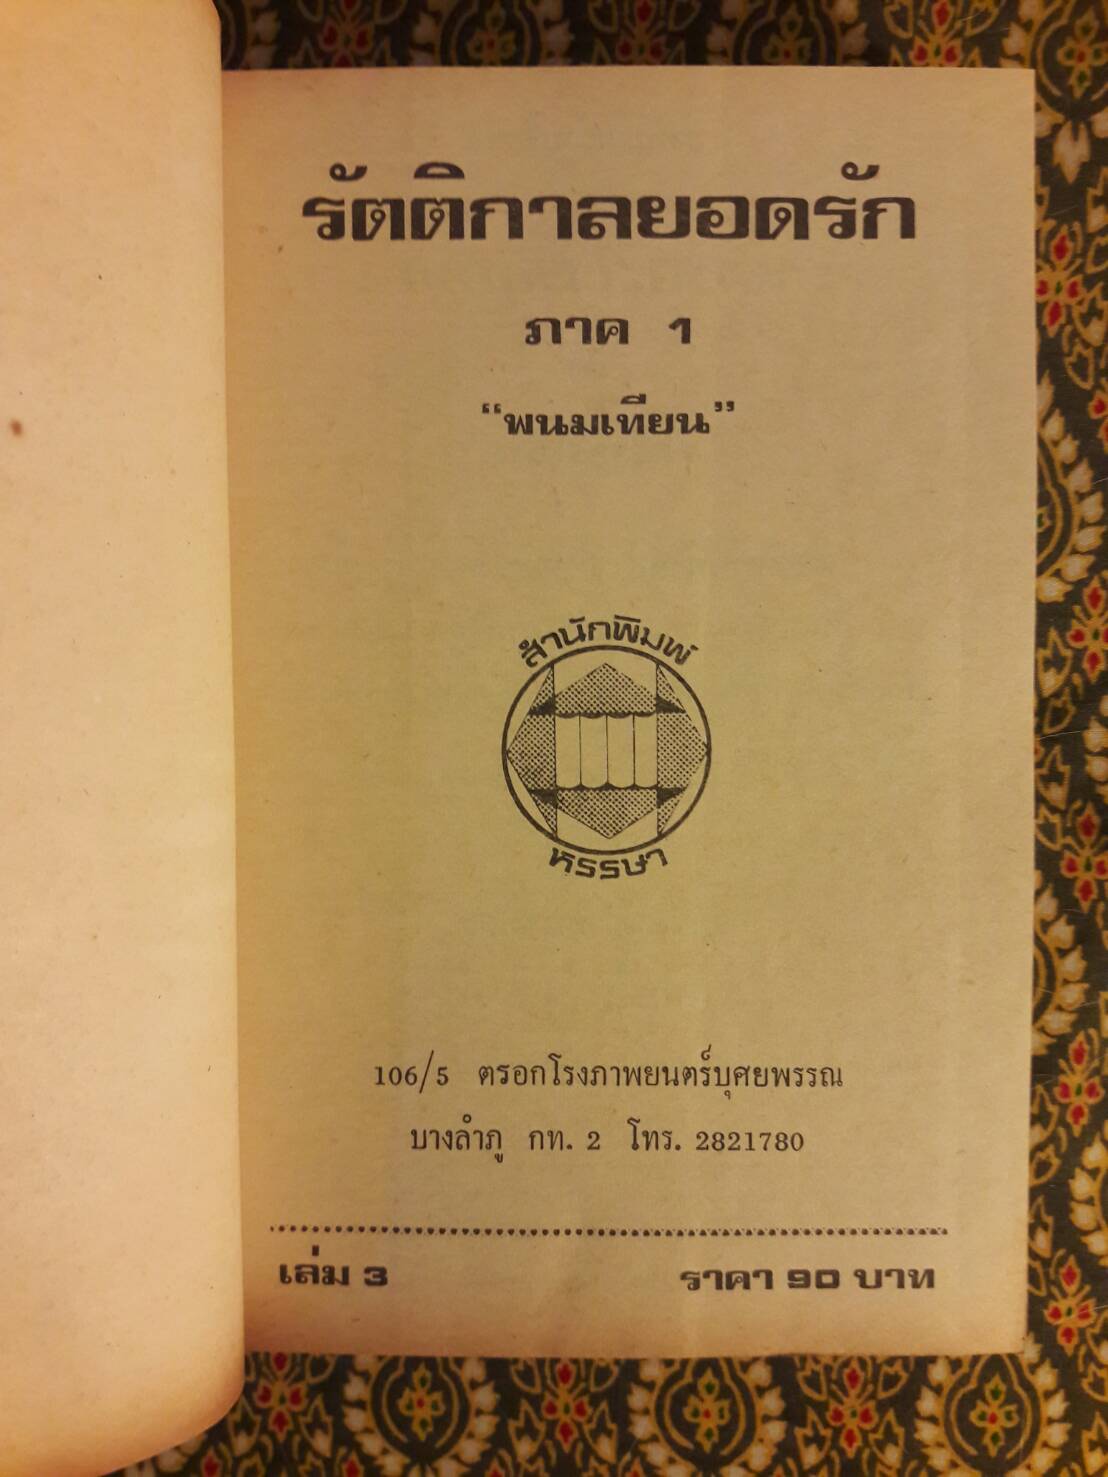 รัตติกาลยอดรัก
ภาค 1
“พนมเทียน”
สำนักพิมพ์
หรรษา
106/5 ตรอกโรงภาพยนตร์บุศยพรรณ
บางลำภู กท. 2 โทร. 2821780
เล่ม 3 ราคา 90 บาท